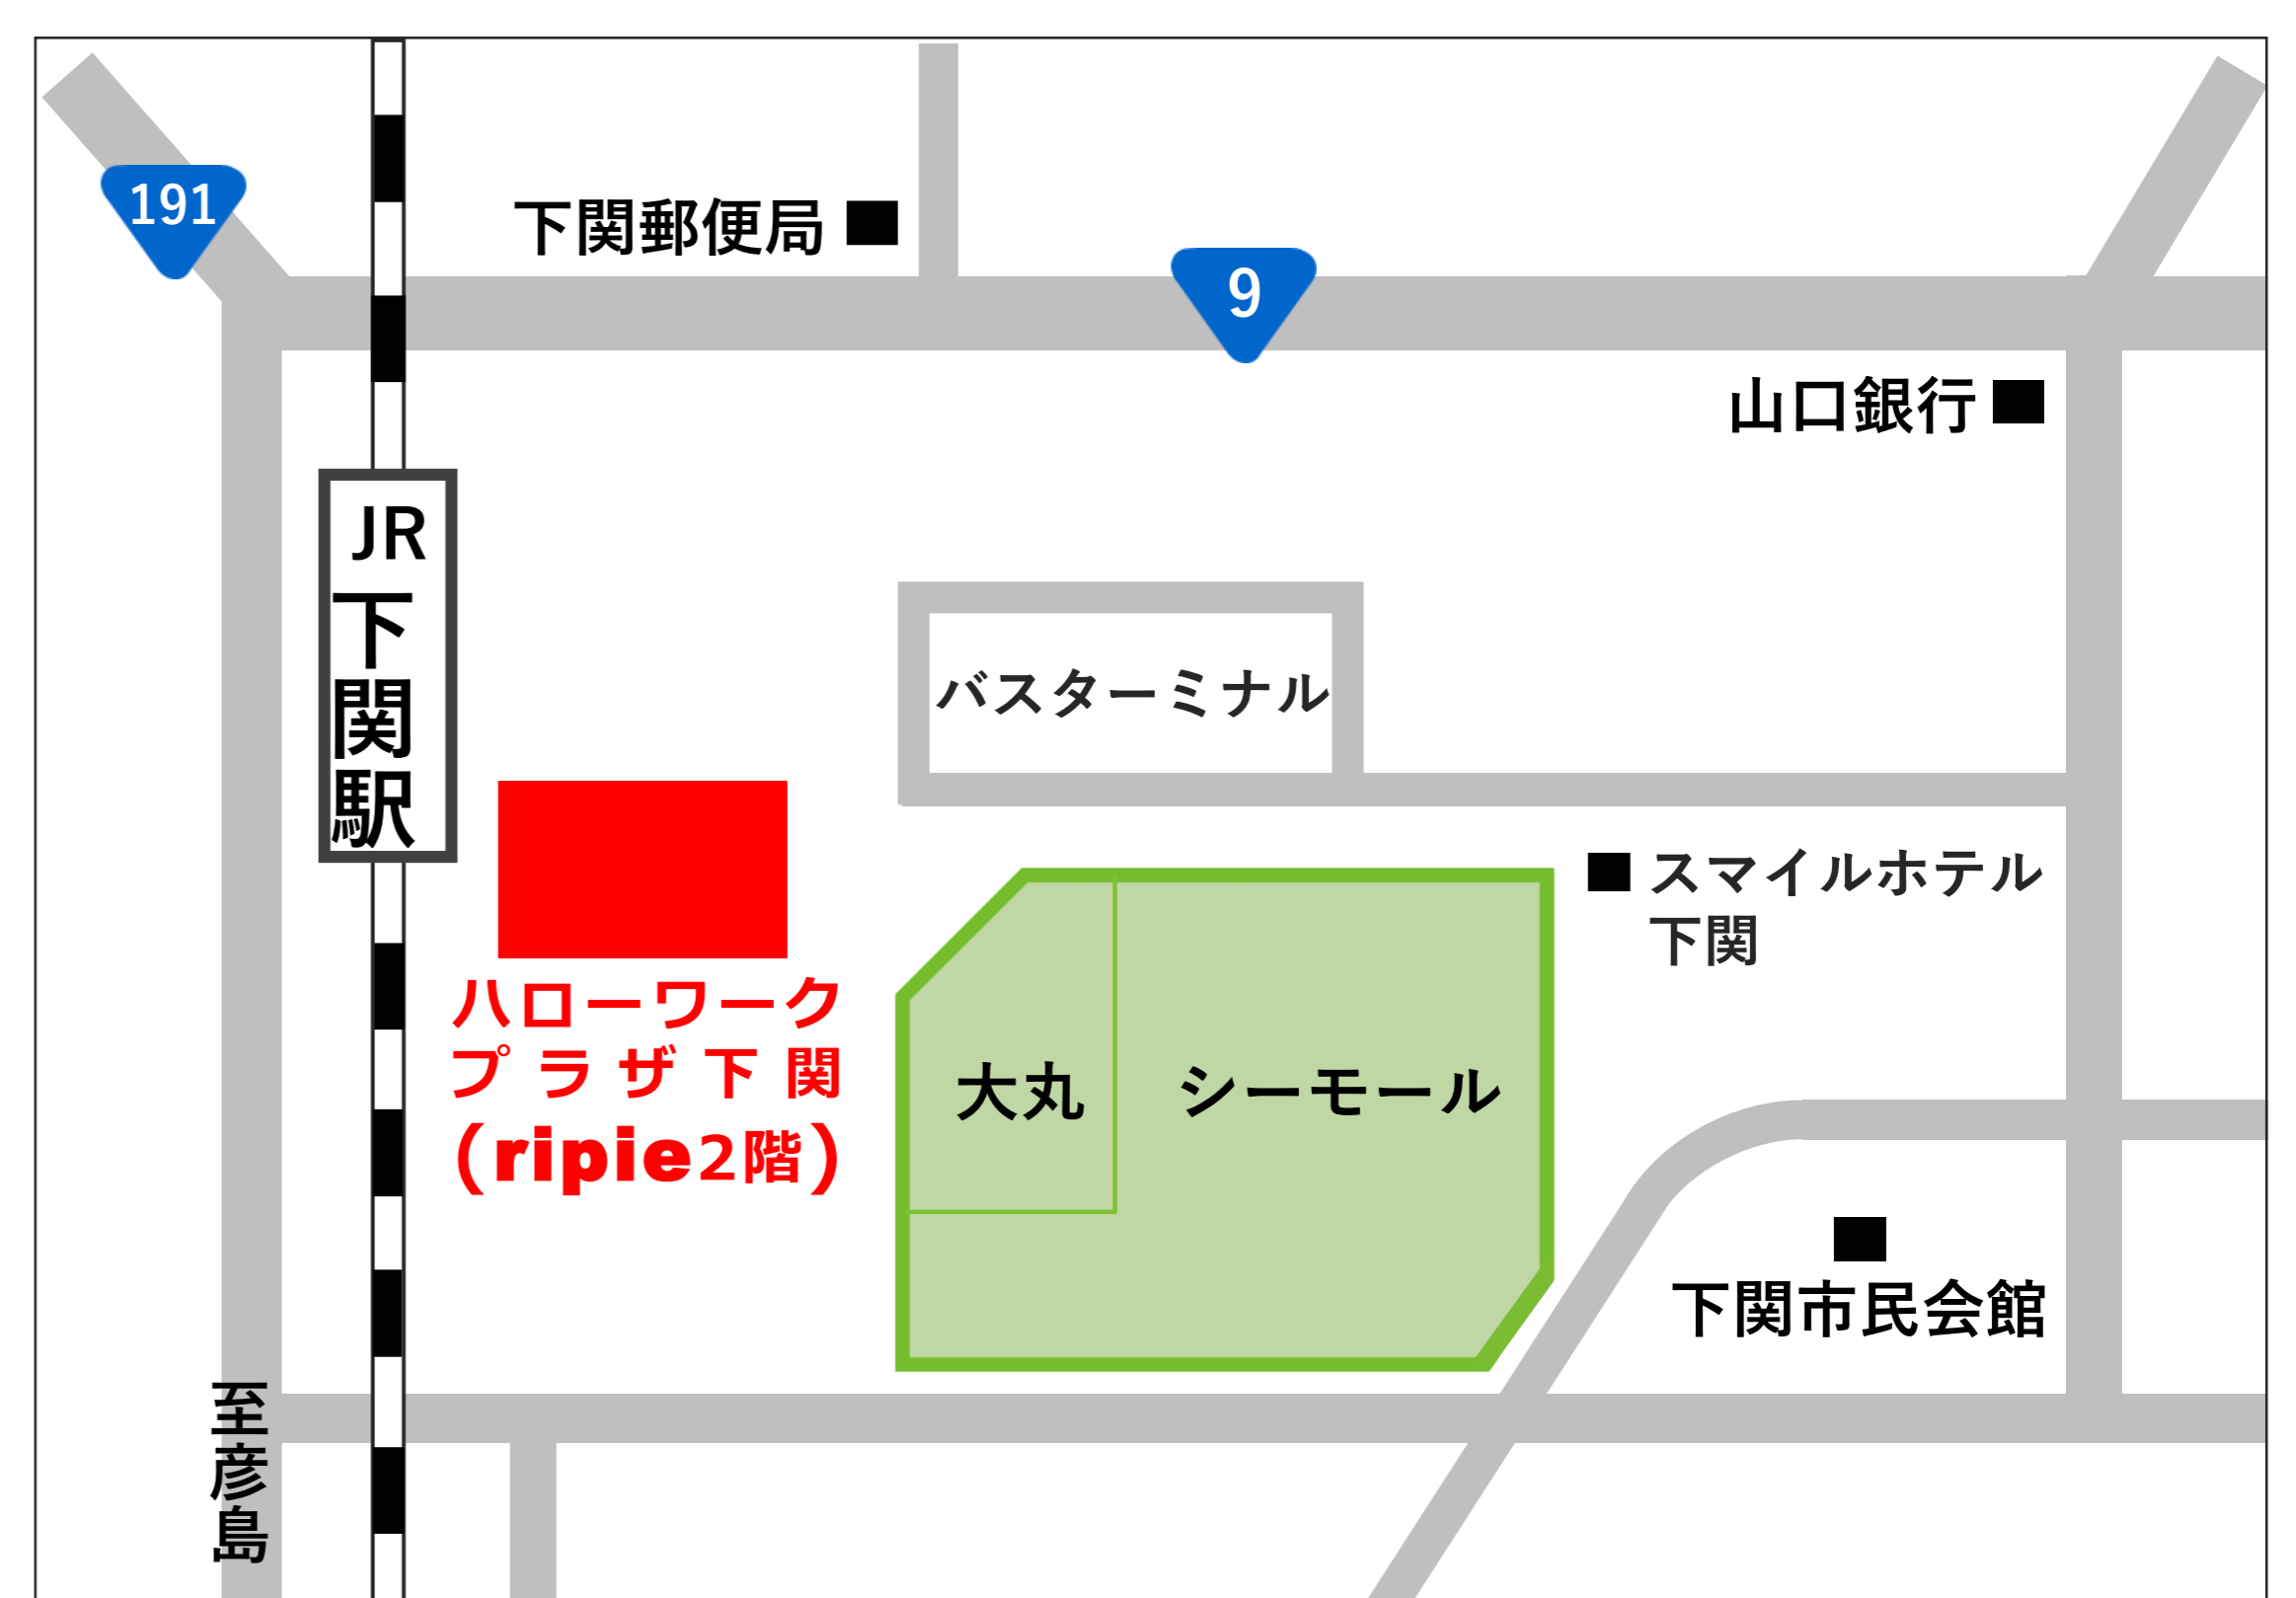 191
下関郵便局
9
山口銀行
JR
下関駅
バスターミナル
スマイルホテル
下関
ハローワーク
プラザ下関
(ripie2階)
大丸
シーモール
下関市民会館
至彦島